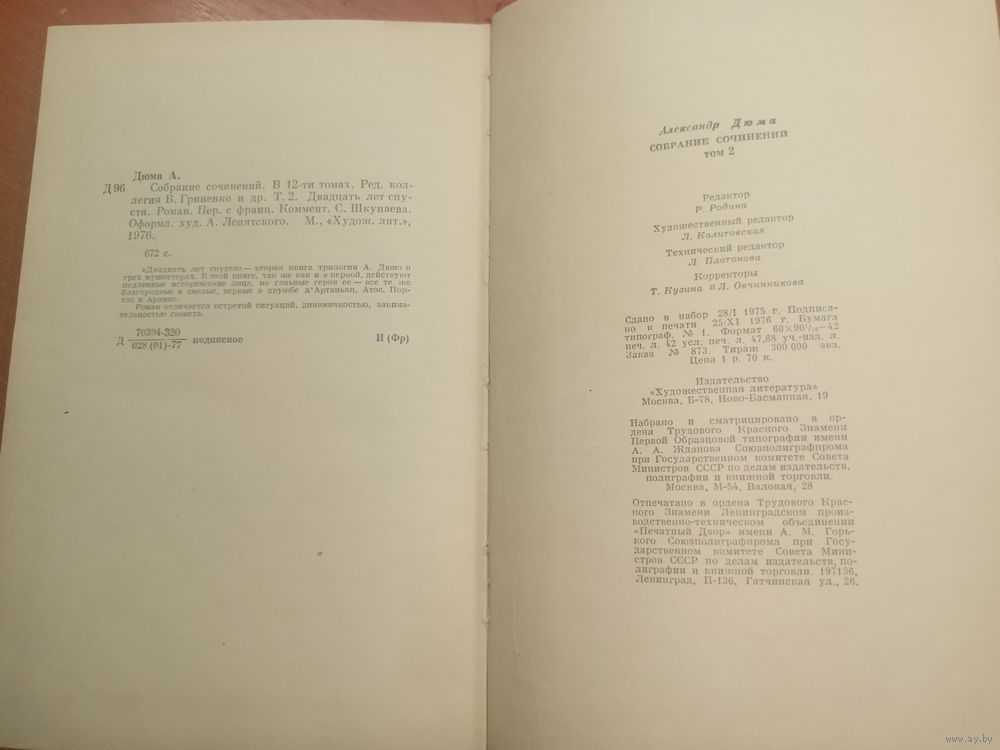 Дюма А.
Д 96 Собрание сочинений. В 12-ти томах. Ред. кол-
легия В. Гриненко и др. Т. 2. Двадцать лет спу-
стя. Роман. Пер. с франц. Коммент. С. Шкунаева.
Оформл. худ. А. Лепятского. М., «Худож. лит.»,
1976.
672 с.
«Двадцать лет спустя» — вторая книга трилогии А. Дюма о
трех мушкетерах. В этой книге, так же как и в первой, действуют
подлинные исторические лица, но главные герои ее — все те же
благородные и смелые, верные в дружбе д'Артаньян, Атос, Пор-
тос и Арамис.
Роман отличается остротой ситуаций, динамичностью, занима-
тельностью сюжета.
Д 70394-320
028 (01)-77 подписное И (Фр)
Александр Дюма
СОБРАНИЕ СОЧИНЕНИЙ
ТОМ 2
Редактор
Р. Родина
Художественный редактор
Л. Калитовская
Технический редактор
Л. Платонова
Корректоры
Т. Кузина и Л. Овчинникова
Сдано в набор 28/I 1975 г. Подписа-
но к печати 25/XI 1976 г. Бумага
типограф. № 1. Формат 60×90¹/₁₆—42
печ. л. 42 усл. печ. л. 47,68 уч.-изд. л.
Заказ № 873. Тираж 300 000 экз.
Цена 1 р. 70 к.
Издательство
«Художественная литература»
Москва, Б-78, Ново-Басманная, 19
Набрано и сматрицировано в ор-
дена Трудового Красного Знамени
Первой Образцовой типографии имени
А. А. Жданова Союзполиграфпрома
при Государственном комитете Совета
Министров СССР по делам издательств,
полиграфии и книжной торговли.
Москва, М-54, Валовая, 28
Отпечатано в ордена Трудового Крас-
ного Знамени Ленинградском произ-
водственно-техническом объединении
«Печатный Двор» имени А. М. Горь-
кого Союзполиграфпрома при Госу-
дарственном комитете Совета Мини-
стров СССР по делам издательств, по-
лиграфии и книжной торговли. 197136,
Ленинград, П-136, Гатчинская ул., 26.
www.ay.by